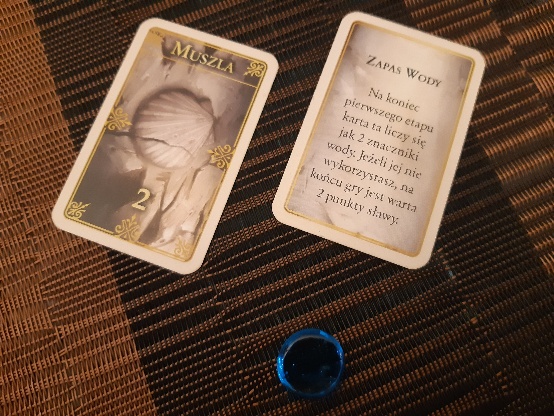 MUSZLA
2
ZAPAS WODY
Na koniec
pierwszego etapu
karta ta liczy się
jak 2 znaczniki
wody. Jeżeli jej nie
wykorzystasz, na
końcu gry jest warta
2 punkty sławy.